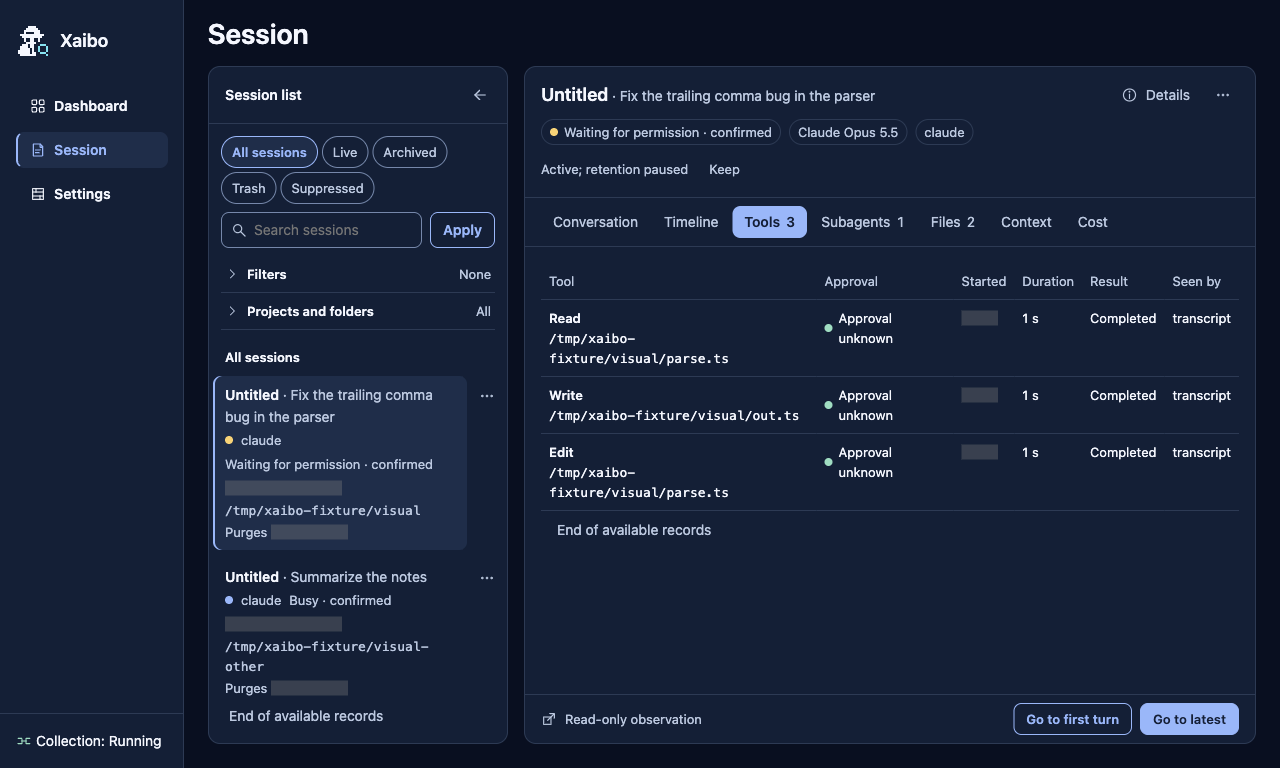 Xaibo
Dashboard
Session
Settings
Collection: Running
Session
Session list
All sessions
Live
Archived
Trash
Suppressed
Search sessions
Apply
Filters
None
Projects and folders
All
All sessions
Untitled · Fix the trailing comma
bug in the parser
claude
Waiting for permission · confirmed
/tmp/xaibo-fixture/visual
Purges
Untitled · Summarize the notes
claude Busy · confirmed
/tmp/xaibo-fixture/visual-
other
Purges
End of available records
Untitled · Fix the trailing comma bug in the parser
Details
Waiting for permission · confirmed
Claude Opus 5.5
claude
Active; retention paused
Keep
Conversation
Timeline
Tools 3
Subagents 1
Files 2
Context
Cost
Tool
Approval
Started
Duration
Result
Seen by
Read
/tmp/xaibo-
fixture/visual/parse.ts
Approval
unknown
1 s
Completed
transcript
Write
/tmp/xaibo-fixture/visual/out.ts
Approval
unknown
1 s
Completed
transcript
Edit
/tmp/xaibo-
fixture/visual/parse.ts
Approval
unknown
1 s
Completed
transcript
End of available records
Read-only observation
Go to first turn
Go to latest